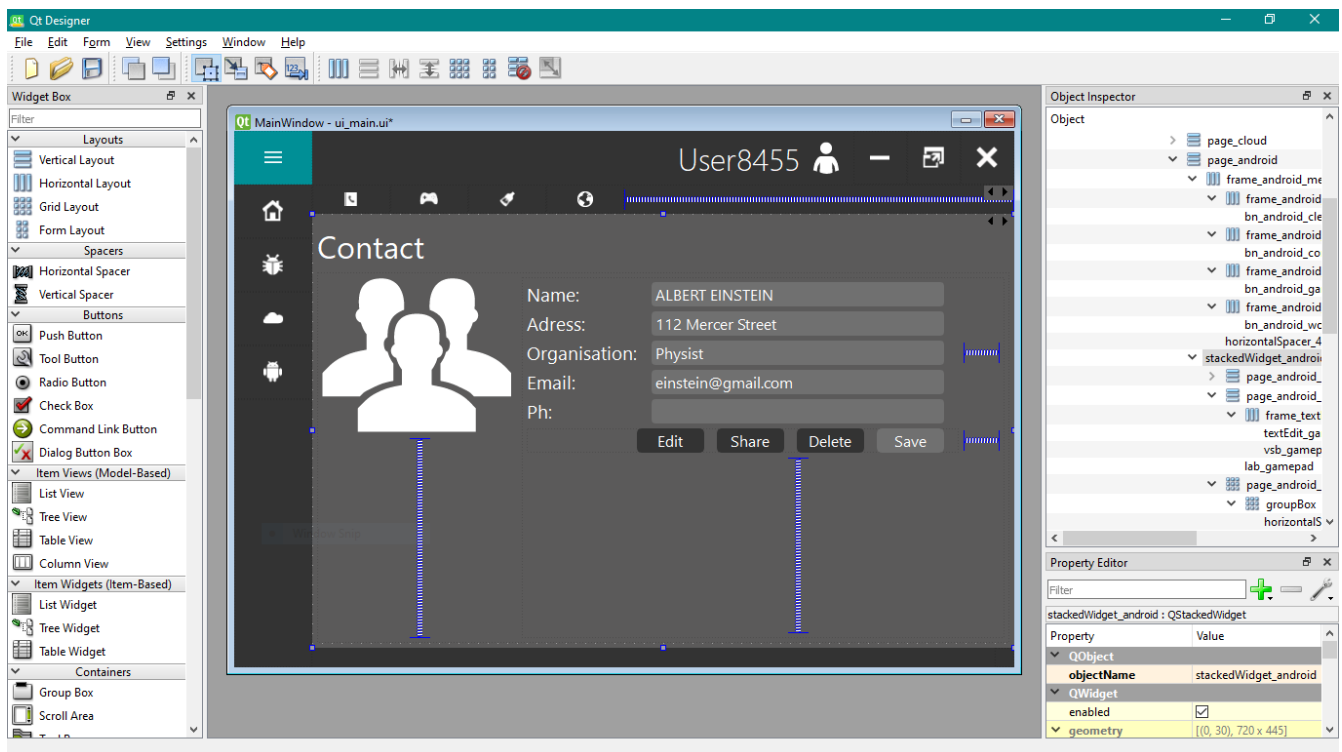 Qt Designer
File Edit Form View Settings Window Help
Widget Box
Filter
Layouts
Vertical Layout
Horizontal Layout
Grid Layout
Form Layout
Spacers
Horizontal Spacer
Vertical Spacer
Buttons
OK Push Button
Tool Button
Radio Button
Check Box
Command Link Button
Dialog Button Box
Item Views (Model-Based)
List View
Tree View
Table View
Column View
Item Widgets (Item-Based)
List Widget
Tree Widget
Table Widget
Containers
Group Box
Scroll Area
Qt MainWindow - ui_main.ui*
User8455
Contact
Name: ALBERT EINSTEIN
Adress: 112 Mercer Street
Organisation: Physist
Email: einstein@gmail.com
Ph:
Edit Share Delete Save
Object Inspector
Object
page_cloud
page_android
frame_android_me
frame_android
bn_android_cle
frame_android
bn_android_co
frame_android
bn_android_ga
frame_android
bn_android_wo
horizontalSpacer_4
stackedWidget_androi
page_android_
page_android_
frame_text
textEdit_ga
vsb_gamep
lab_gamepad
page_android_
groupBox
horizontalS
Property Editor
Filter
stackedWidget_android : QStackedWidget
Property Value
QObject
objectName stackedWidget_android
QWidget
enabled
geometry [(0, 30), 720 x 445]